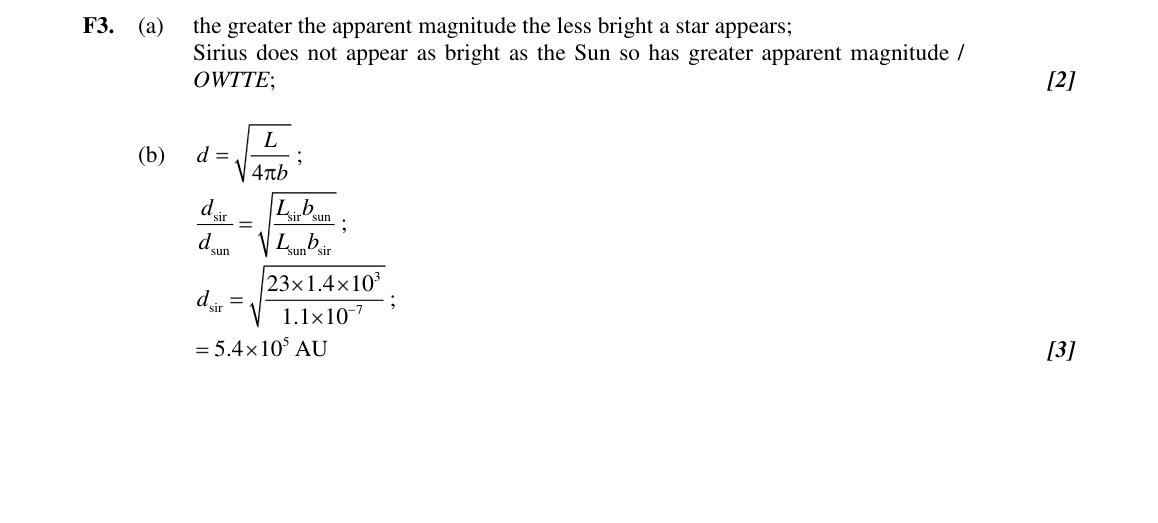 F3. (a) the greater the apparent magnitude the less bright a star appears;
Sirius does not appear as bright as the Sun so has greater apparent magnitude /
OWTTE; [2]
(b) d = √(L / 4πb) ;
d_sir / d_sun = √(L_sir b_sun / L_sun b_sir) ;
d_sir = √(23×1.4×10³ / 1.1×10⁻⁷) ;
= 5.4×10⁵ AU [3]